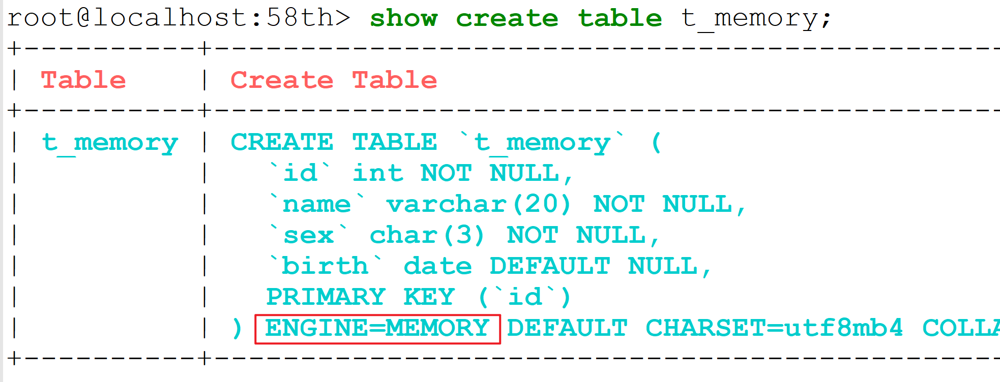 root@localhost:58th> show create table t_memory;
+----------+----------------------------------------------
| Table    | Create Table
+----------+----------------------------------------------
| t_memory | CREATE TABLE `t_memory` (
|          |   `id` int NOT NULL,
|          |   `name` varchar(20) NOT NULL,
|          |   `sex` char(3) NOT NULL,
|          |   `birth` date DEFAULT NULL,
|          |   PRIMARY KEY (`id`)
|          | ) ENGINE=MEMORY DEFAULT CHARSET=utf8mb4 COLLA
+----------+----------------------------------------------